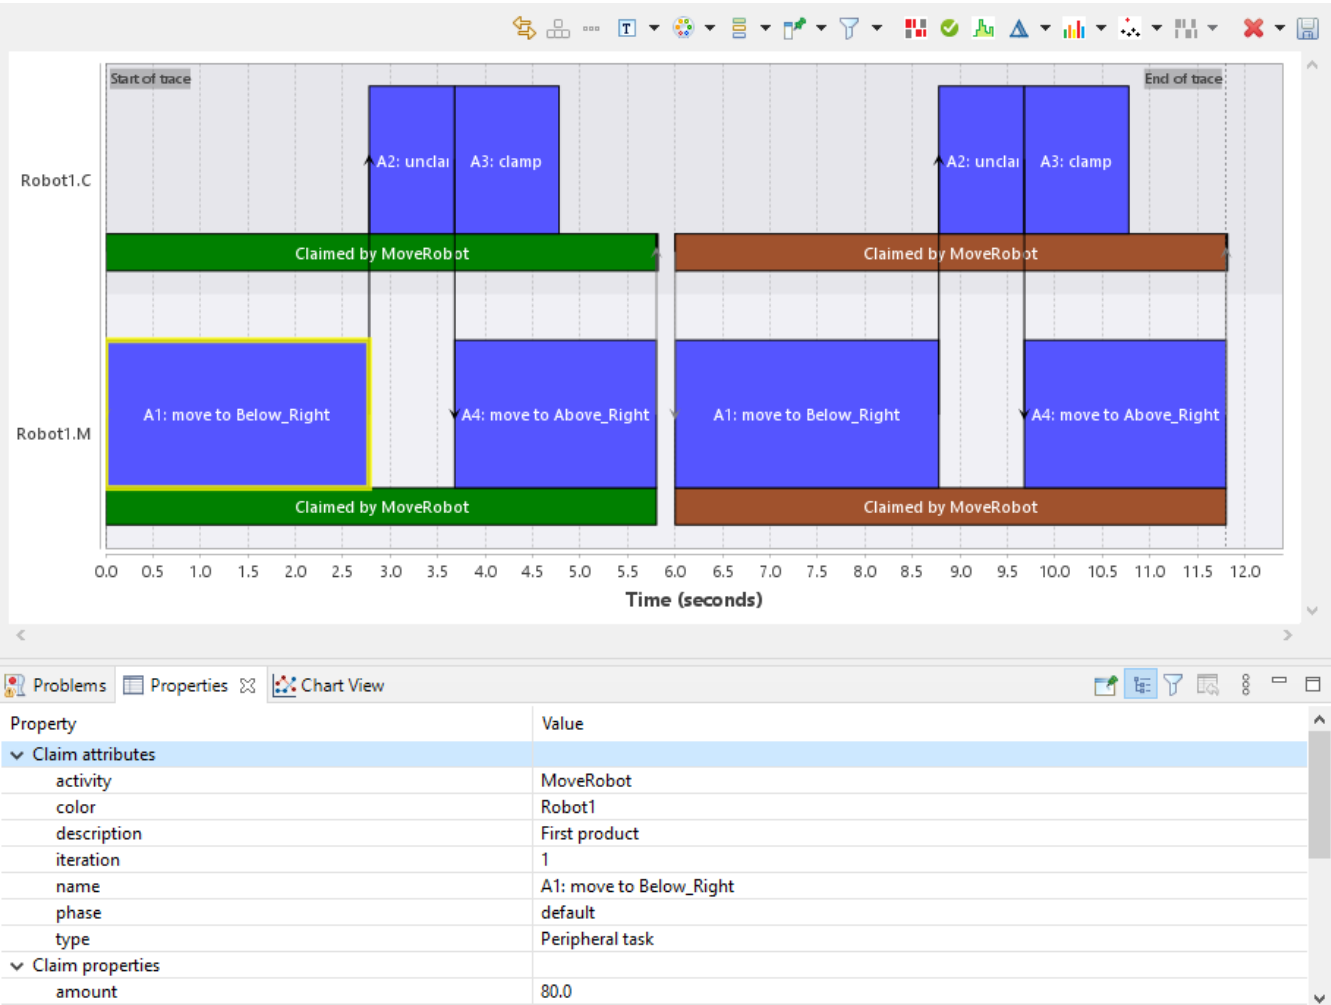 Start of trace
End of trace
A2: unclar
A3: clamp
A2: unclai
A3: clamp
Robot1.C
Claimed by MoveRobot
Claimed by MoveRobot
A1: move to Below_Right
A4: move to Above_Right
A1: move to Below_Right
A4: move to Above_Right
Robot1.M
Claimed by MoveRobot
Claimed by MoveRobot
0.0 0.5 1.0 1.5 2.0 2.5 3.0 3.5 4.0 4.5 5.0 5.5 6.0 6.5 7.0 7.5 8.0 8.5 9.0 9.5 10.0 10.5 11.0 11.5 12.0
Time (seconds)
Problems Properties Chart View
Property Value
Claim attributes
activity MoveRobot
color Robot1
description First product
iteration 1
name A1: move to Below_Right
phase default
type Peripheral task
Claim properties
amount 80.0